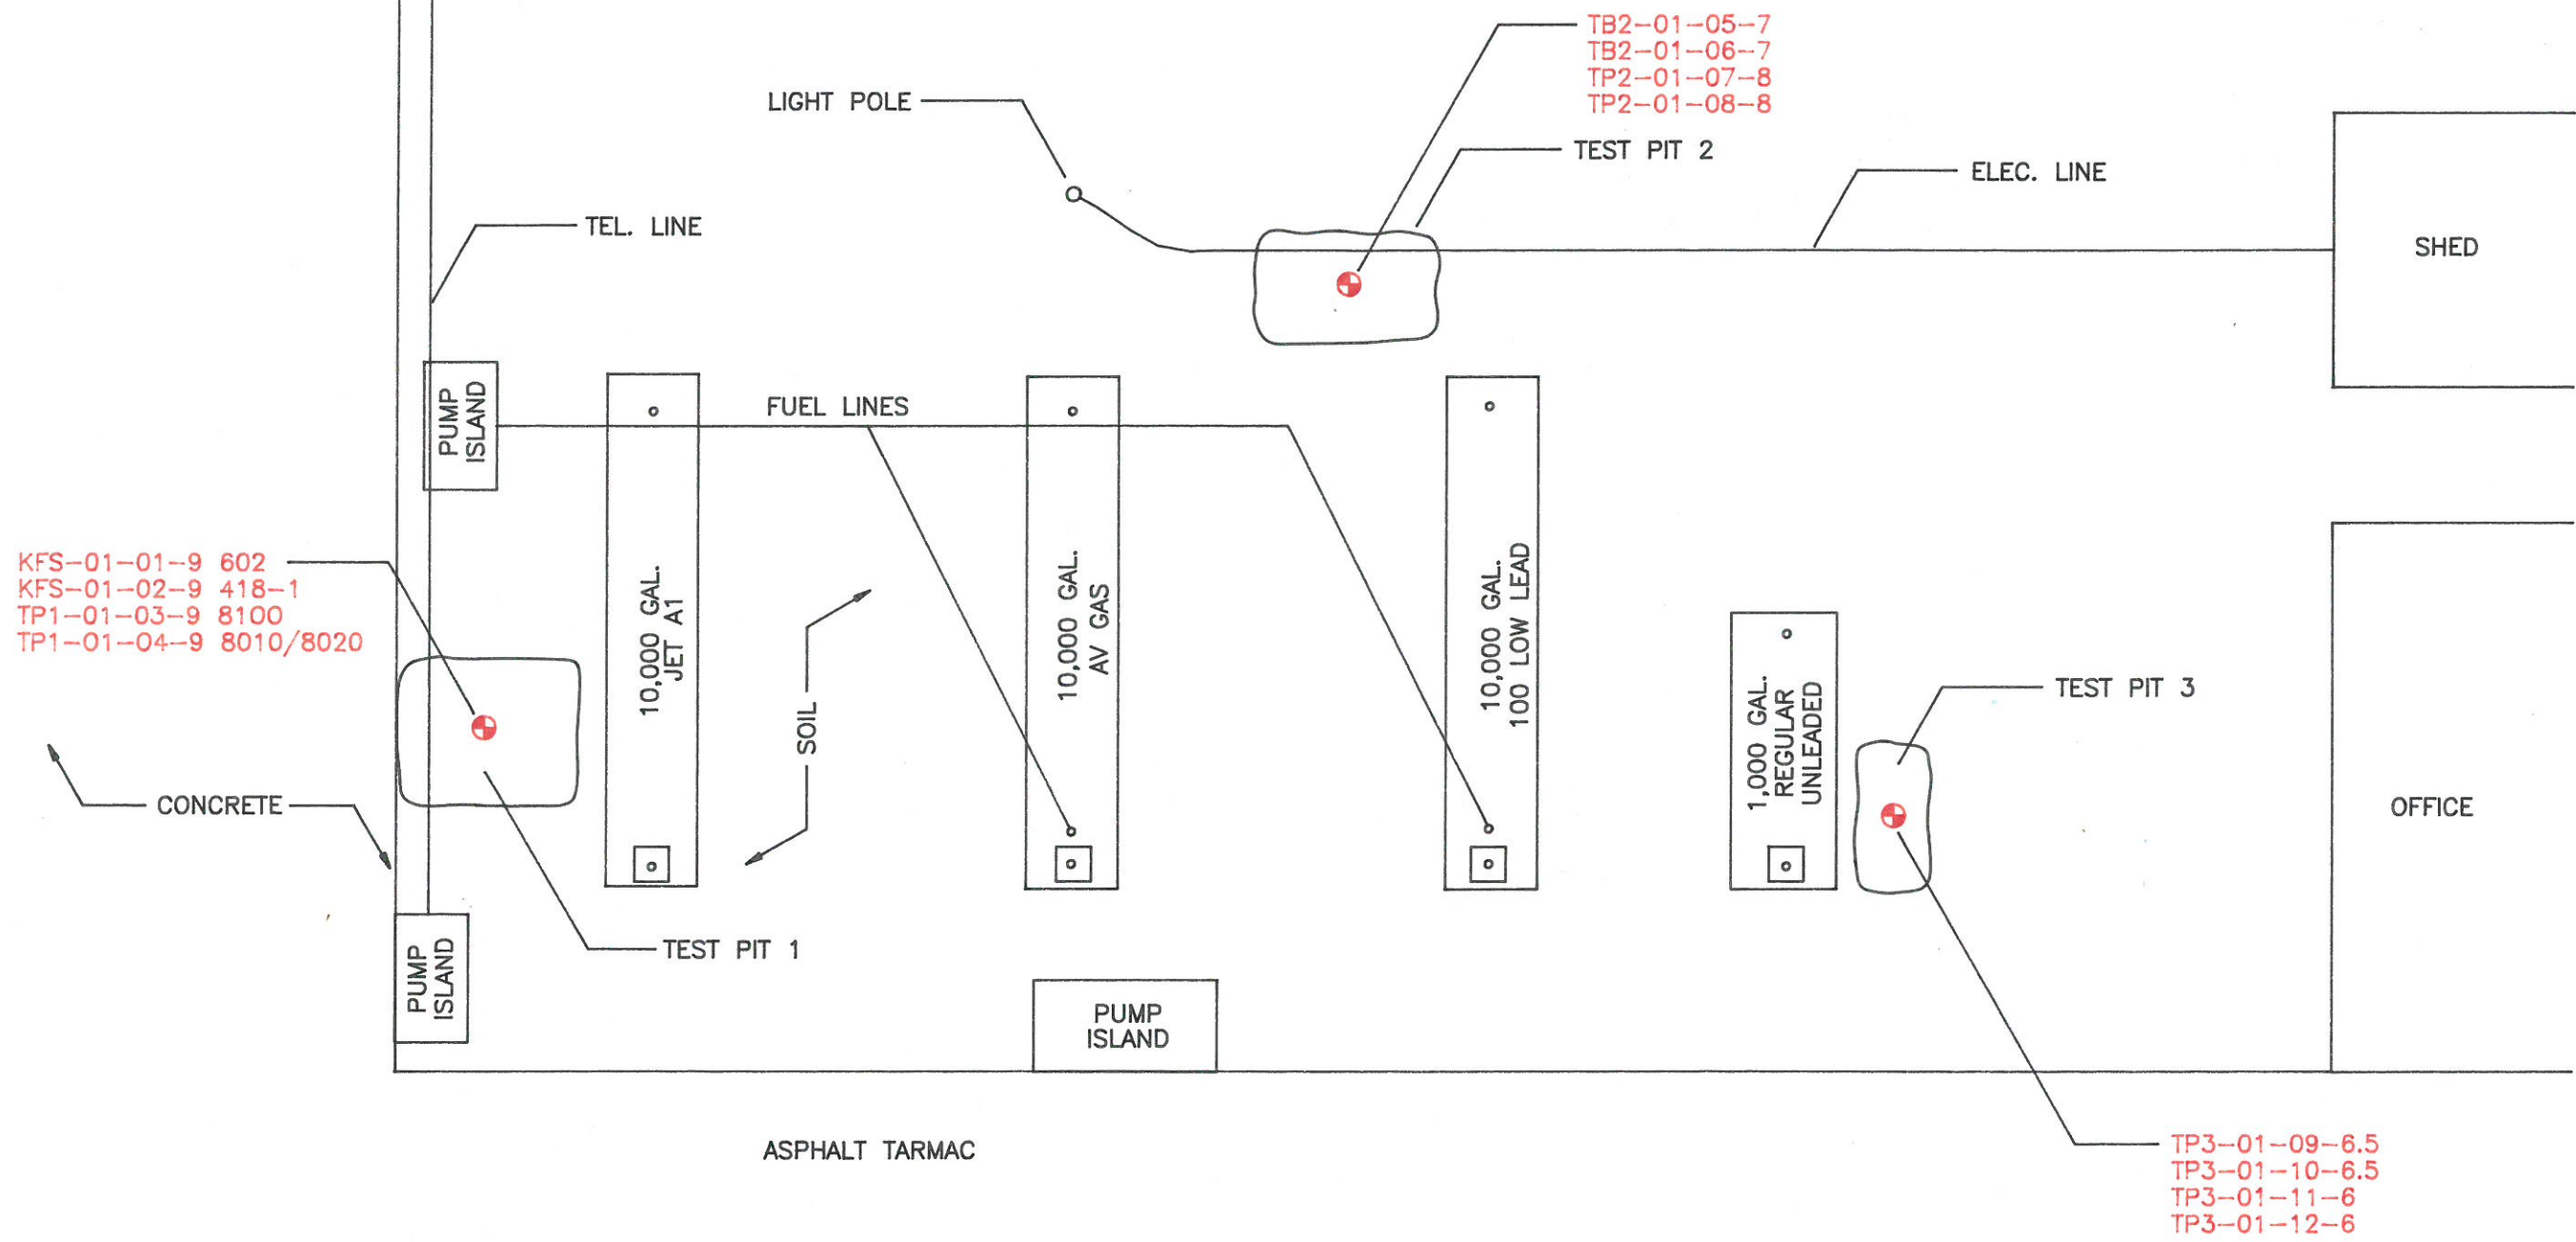 TB2-01-05-7
TB2-01-06-7
TP2-01-07-8
TP2-01-08-8
LIGHT POLE
TEST PIT 2
ELEC. LINE
TEL. LINE
SHED
PUMP
ISLAND
FUEL LINES
KFS-01-01-9 602
KFS-01-02-9 418-1
TP1-01-03-9 8100
TP1-01-04-9 8010/8020
10,000 GAL.
JET A1
SOIL
10,000 GAL.
AV GAS
10,000 GAL.
100 LOW LEAD
1,000 GAL.
REGULAR
UNLEADED
TEST PIT 3
CONCRETE
OFFICE
TEST PIT 1
PUMP
ISLAND
PUMP
ISLAND
ASPHALT TARMAC
TP3-01-09-6.5
TP3-01-10-6.5
TP3-01-11-6
TP3-01-12-6